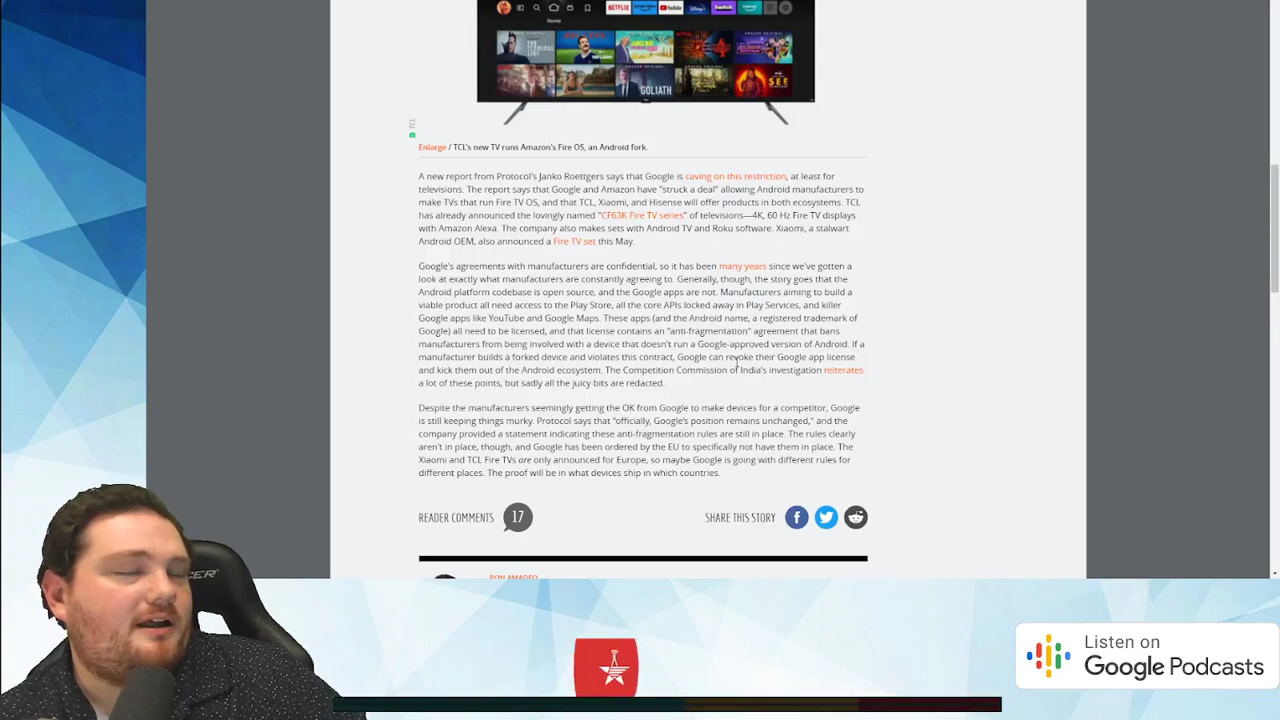 NETFLIX
prime video
YouTube
Disney+
twitch
Home
GOLIATH
SEE
TCL
Enlarge / TCL's new TV runs Amazon's Fire OS, an Android fork.
A new report from Protocol's Janko Roettgers says that Google is caving on this restriction, at least for
televisions. The report says that Google and Amazon have "struck a deal" allowing Android manufacturers to
make TVs that run Fire TV OS, and that TCL, Xiaomi, and Hisense will offer products in both ecosystems. TCL
has already announced the lovingly named "CF63K Fire TV series" of televisions—4K, 60 Hz Fire TV displays
with Amazon Alexa. The company also makes sets with Android TV and Roku software. Xiaomi, a stalwart
Android OEM, also announced a Fire TV set this May.
Google's agreements with manufacturers are confidential, so it has been many years since we've gotten a
look at exactly what manufacturers are constantly agreeing to. Generally, though, the story goes that the
Android platform codebase is open source, and the Google apps are not. Manufacturers aiming to build a
viable product all need access to the Play Store, all the core APIs locked away in Play Services, and killer
Google apps like YouTube and Google Maps. These apps (and the Android name, a registered trademark of
Google) all need to be licensed, and that license contains an "anti-fragmentation" agreement that bans
manufacturers from being involved with a device that doesn't run a Google-approved version of Android. If a
manufacturer builds a forked device and violates this contract, Google can revoke their Google app license
and kick them out of the Android ecosystem. The Competition Commission of India's investigation reiterates
a lot of these points, but sadly all the juicy bits are redacted.
Despite the manufacturers seemingly getting the OK from Google to make devices for a competitor, Google
is still keeping things murky. Protocol says that "officially, Google's position remains unchanged," and the
company provided a statement indicating these anti-fragmentation rules are still in place. The rules clearly
aren't in place, though, and Google has been ordered by the EU to specifically not have them in place. The
Xiaomi and TCL Fire TVs are only announced for Europe, so maybe Google is going with different rules for
different places. The proof will be in what devices ship in which countries.
READER COMMENTS 17
SHARE THIS STORY
RON AMADEO
Listen on
Google Podcasts